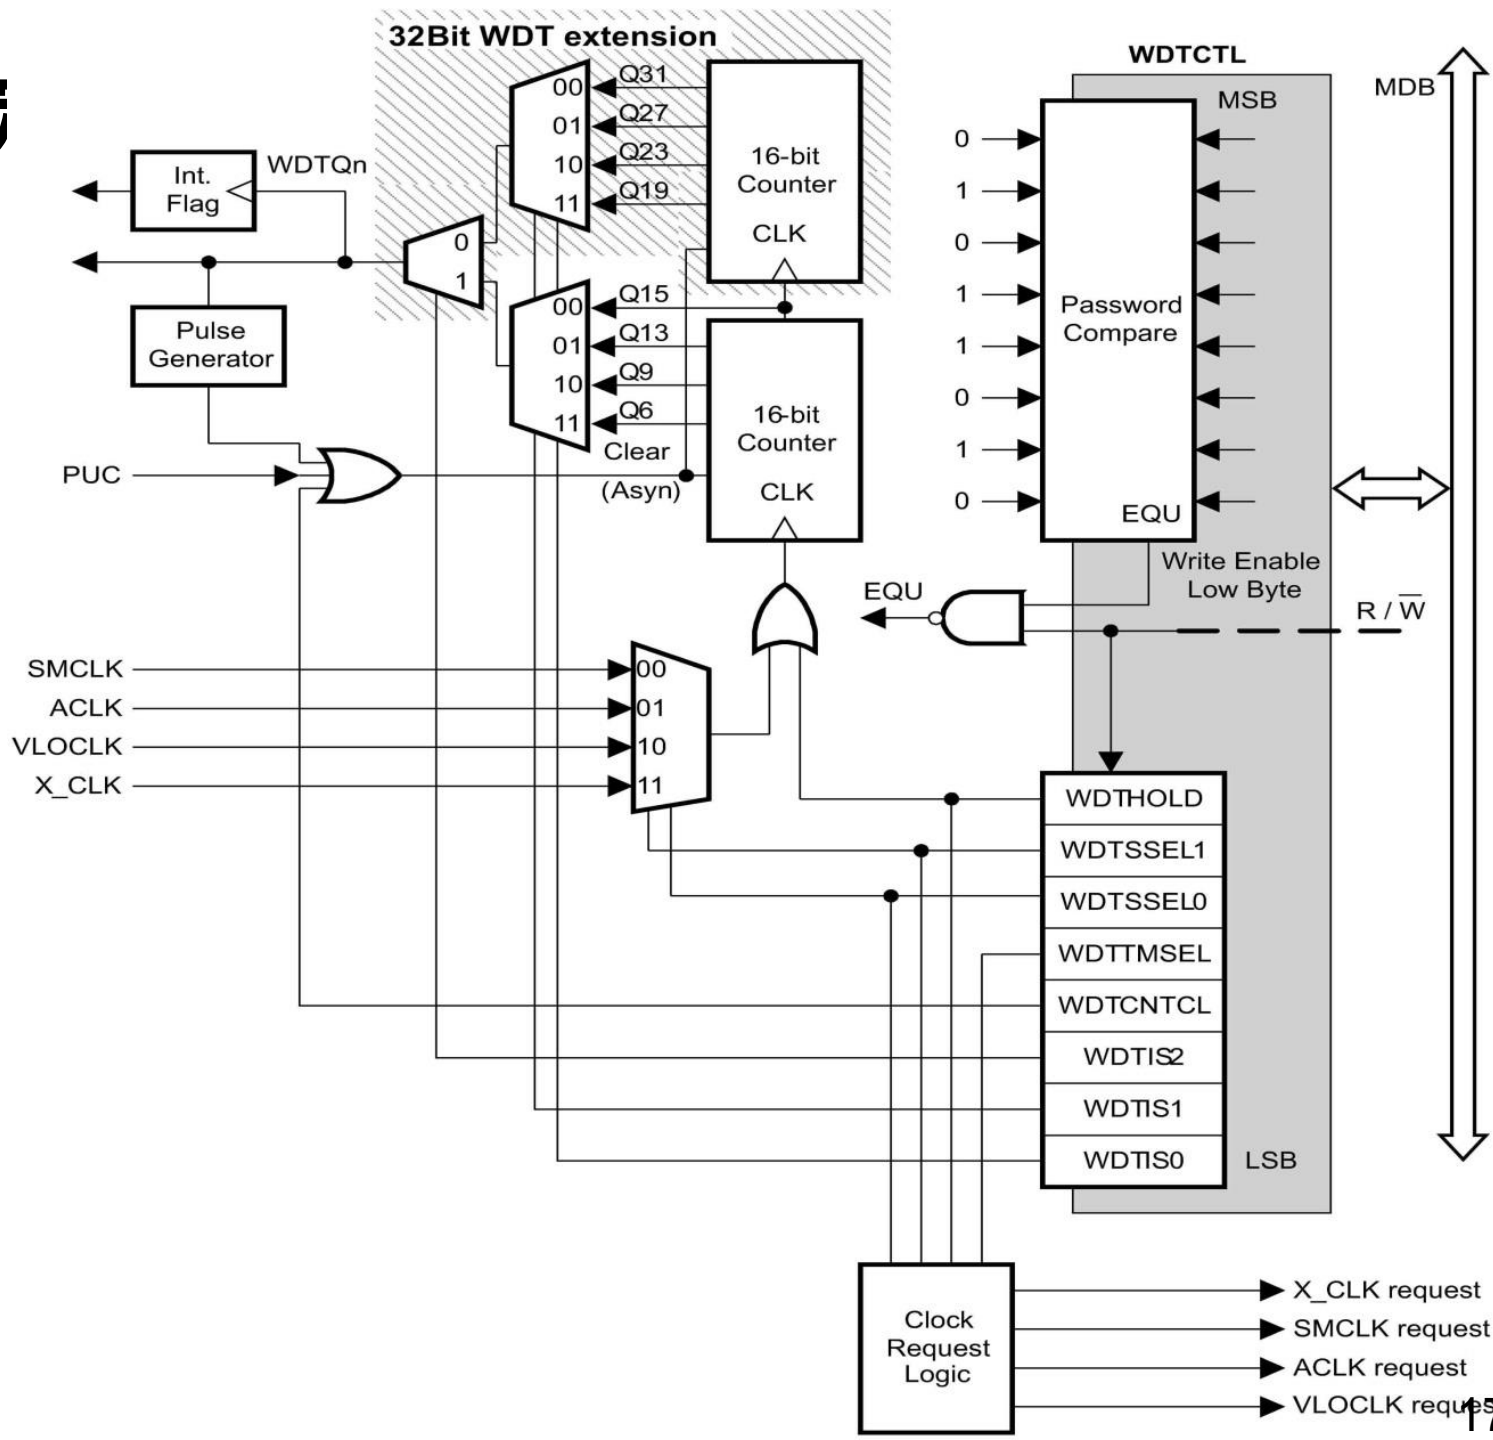 32Bit WDT extension
00
01
10
11
Q31
Q27
Q23
Q19
16-bit
Counter
CLK
WDTQn
Int.
Flag
0
1
Pulse
Generator
00
01
10
11
Q15
Q13
Q9
Q6
Clear
(Asyn)
16-bit
Counter
CLK
PUC
WDTCTL
MSB
MDB
0
1
0
1
1
0
1
0
Password
Compare
EQU
Write Enable
Low Byte
EQU
R / W
SMCLK
ACLK
VLOCLK
X_CLK
00
01
10
11
WDTHOLD
WDTSSEL1
WDTSSEL0
WDTTMSEL
WDTCNTCL
WDTIS2
WDTIS1
WDTIS0
LSB
Clock
Request
Logic
X_CLK request
SMCLK request
ACLK request
VLOCLK reques
17